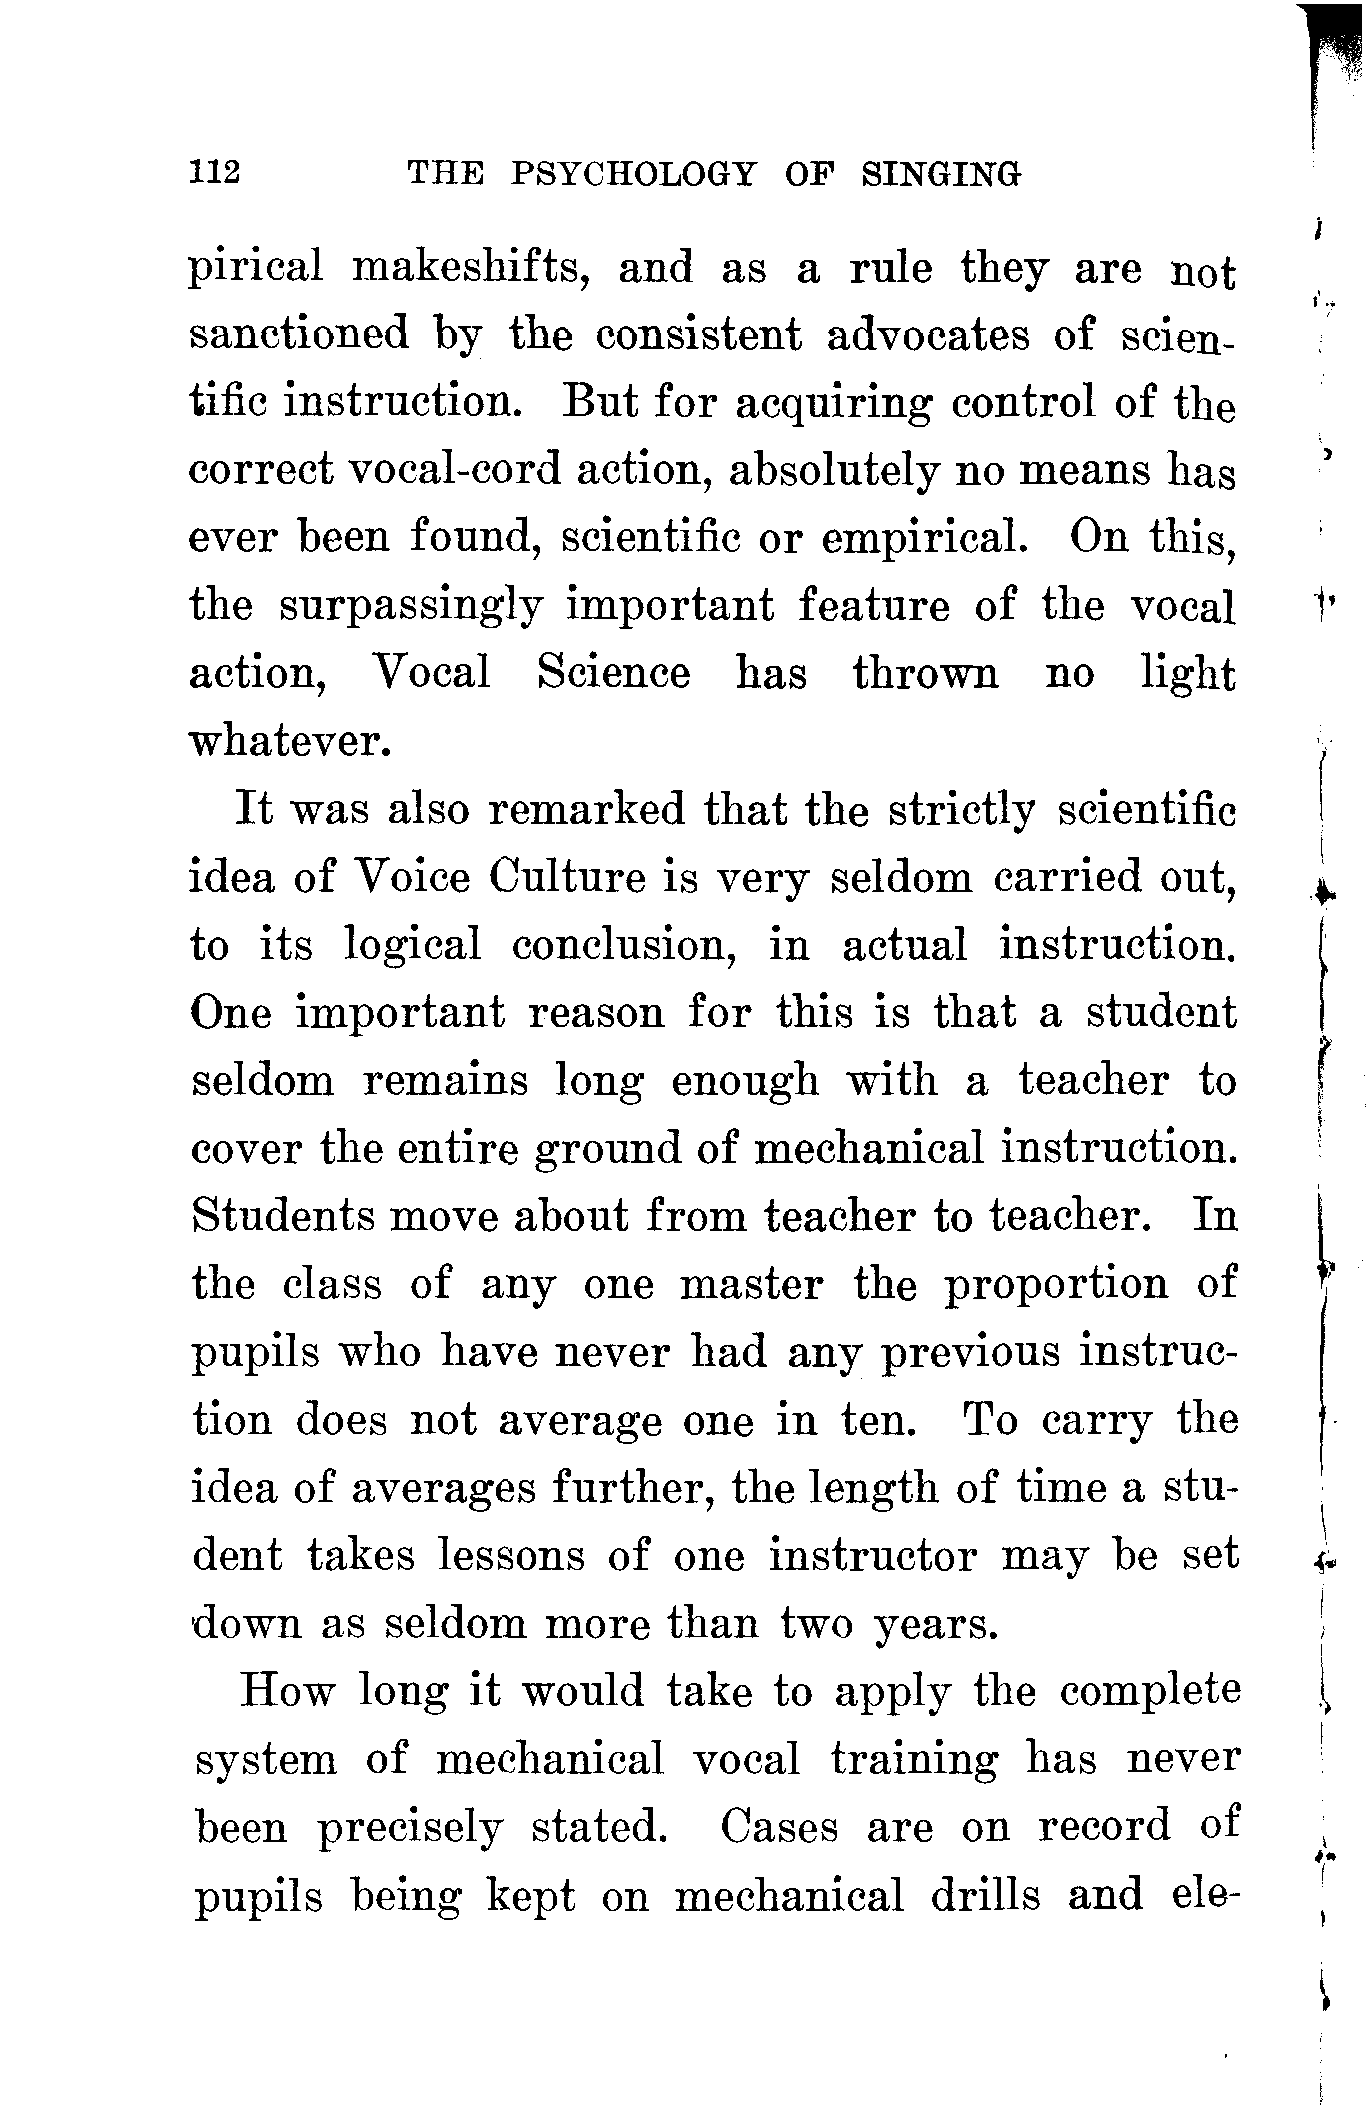 112 THE PSYCHOLOGY OF SINGING
pirical makeshifts, and as a rule they are not
sanctioned by the consistent advocates of scien-
tific instruction. But for acquiring control of the
correct vocal-cord action, absolutely no means has
ever been found, scientific or empirical. On this,
the surpassingly important feature of the vocal
action, Vocal Science has thrown no light
whatever.
It was also remarked that the strictly scientific
idea of Voice Culture is very seldom carried out,
to its logical conclusion, in actual instruction.
One important reason for this is that a student
seldom remains long enough with a teacher to
cover the entire ground of mechanical instruction.
Students move about from teacher to teacher. In
the class of any one master the proportion of
pupils who have never had any previous instruc-
tion does not average one in ten. To carry the
idea of averages further, the length of time a stu-
dent takes lessons of one instructor may be set
down as seldom more than two years.
How long it would take to apply the complete
system of mechanical vocal training has never
been precisely stated. Cases are on record of
pupils being kept on mechanical drills and ele-